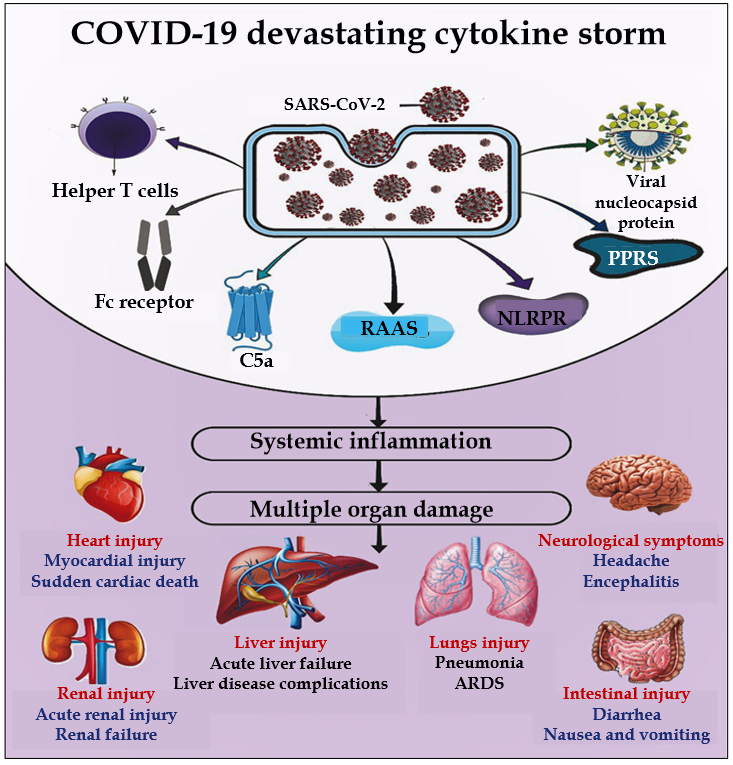 COVID-19 devastating cytokine storm
SARS-CoV-2
Helper T cells
Viral
nucleocapsid
protein
Fc receptor
PPRS
C5a
RAAS
NLRPR
Systemic inflammation
Multiple organ damage
Heart injury
Myocardial injury
Sudden cardiac death
Neurological symptoms
Headache
Encephalitis
Liver injury
Acute liver failure
Liver disease complications
Lungs injury
Pneumonia
ARDS
Renal injury
Acute renal injury
Renal failure
Intestinal injury
Diarrhea
Nausea and vomiting